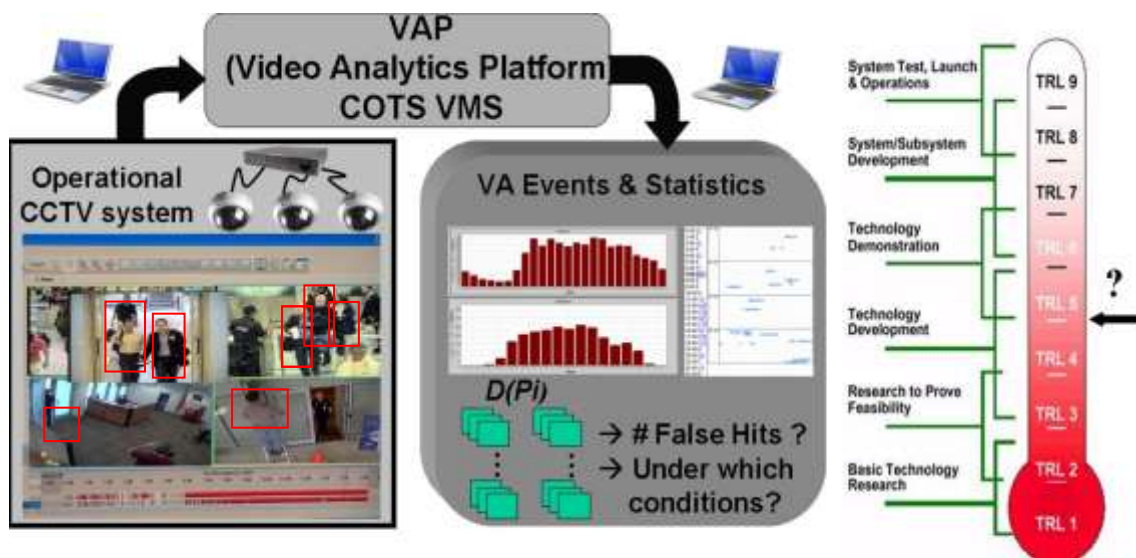 VAP
(Video Analytics Platform
COTS VMS
Operational
CCTV system
VA Events & Statistics
D(Pi)
→ # False Hits ?
→ Under which
conditions?
System Test, Launch
& Operations
System/Subsystem
Development
Technology
Demonstration
Technology
Development
Research to Prove
Feasibility
Basic Technology
Research
TRL 9
TRL 8
TRL 7
TRL 6
TRL 5
TRL 4
TRL 3
TRL 2
TRL 1
?